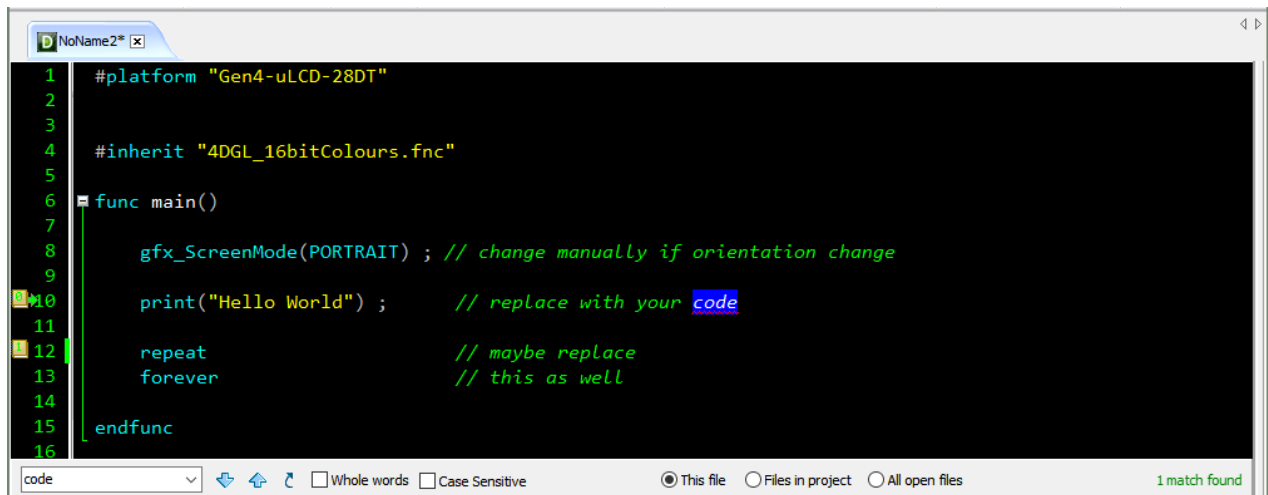 NoName2*
1 #platform "Gen4-uLCD-28DT"
2
3
4 #inherit "4DGL_16bitColours.fnc"
5
6 func main()
7
8 gfx_ScreenMode(PORTRAIT) ; // change manually if orientation change
9
10 print("Hello World") ; // replace with your code
11
12 repeat // maybe replace
13 forever // this as well
14
15 endfunc
16
code Whole words Case Sensitive This file Files in project All open files 1 match found